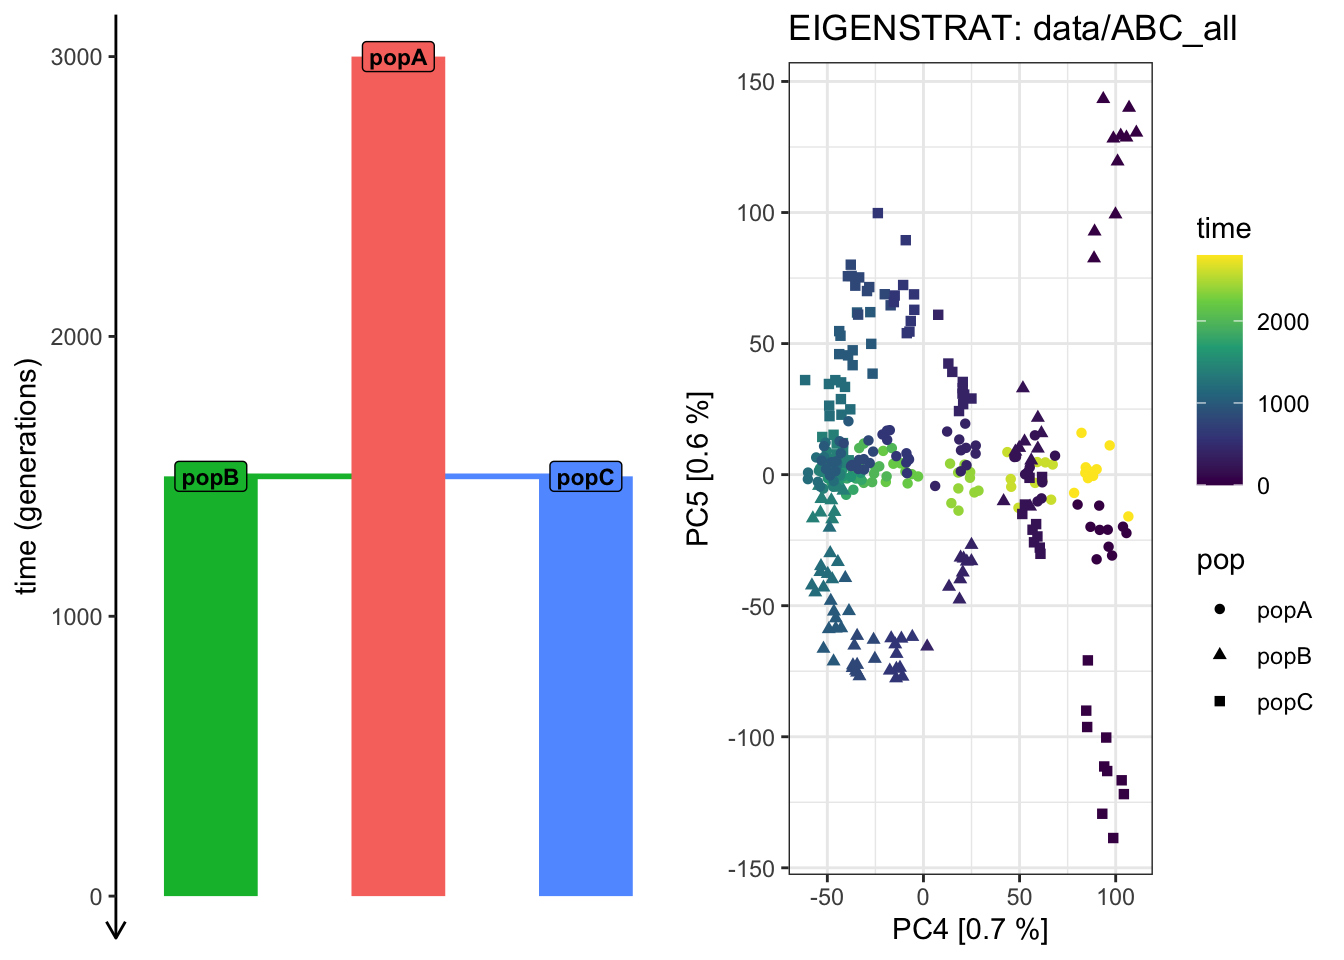 time (generations)
3000
2000
1000
0
popA
popB
popC
EIGENSTRAT: data/ABC_all
PC5 [0.6 %]
150
100
50
0
-50
-100
-150
-50 0 50 100
PC4 [0.7 %]
time
2000
1000
0
pop
popA
popB
popC